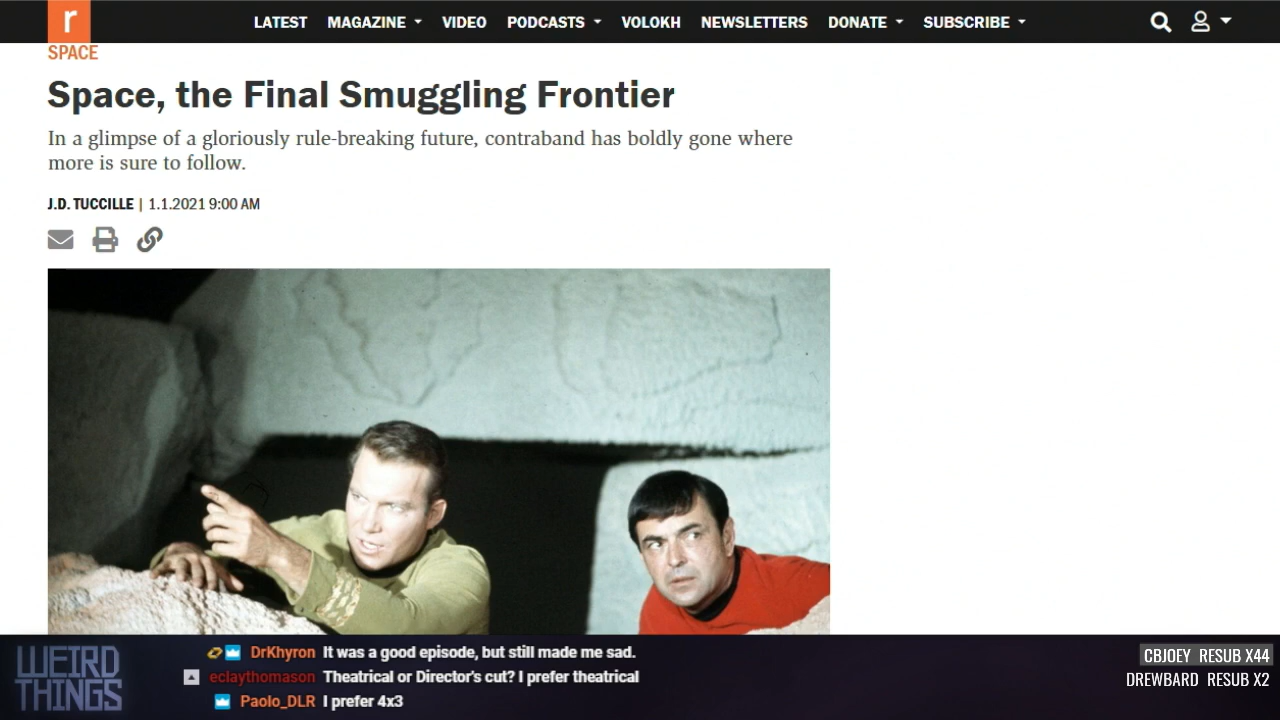 r
LATEST MAGAZINE VIDEO PODCASTS VOLOKH NEWSLETTERS DONATE SUBSCRIBE
SPACE
Space, the Final Smuggling Frontier
In a glimpse of a gloriously rule-breaking future, contraband has boldly gone where
more is sure to follow.
J.D. TUCCILLE | 1.1.2021 9:00 AM
WEIRD
THINGS
DrKhyron It was a good episode, but still made me sad.
eclaythomason Theatrical or Director's cut? I prefer theatrical
Paolo_DLR I prefer 4x3
CBJOEY RESUB X44
DREWBARD RESUB X2